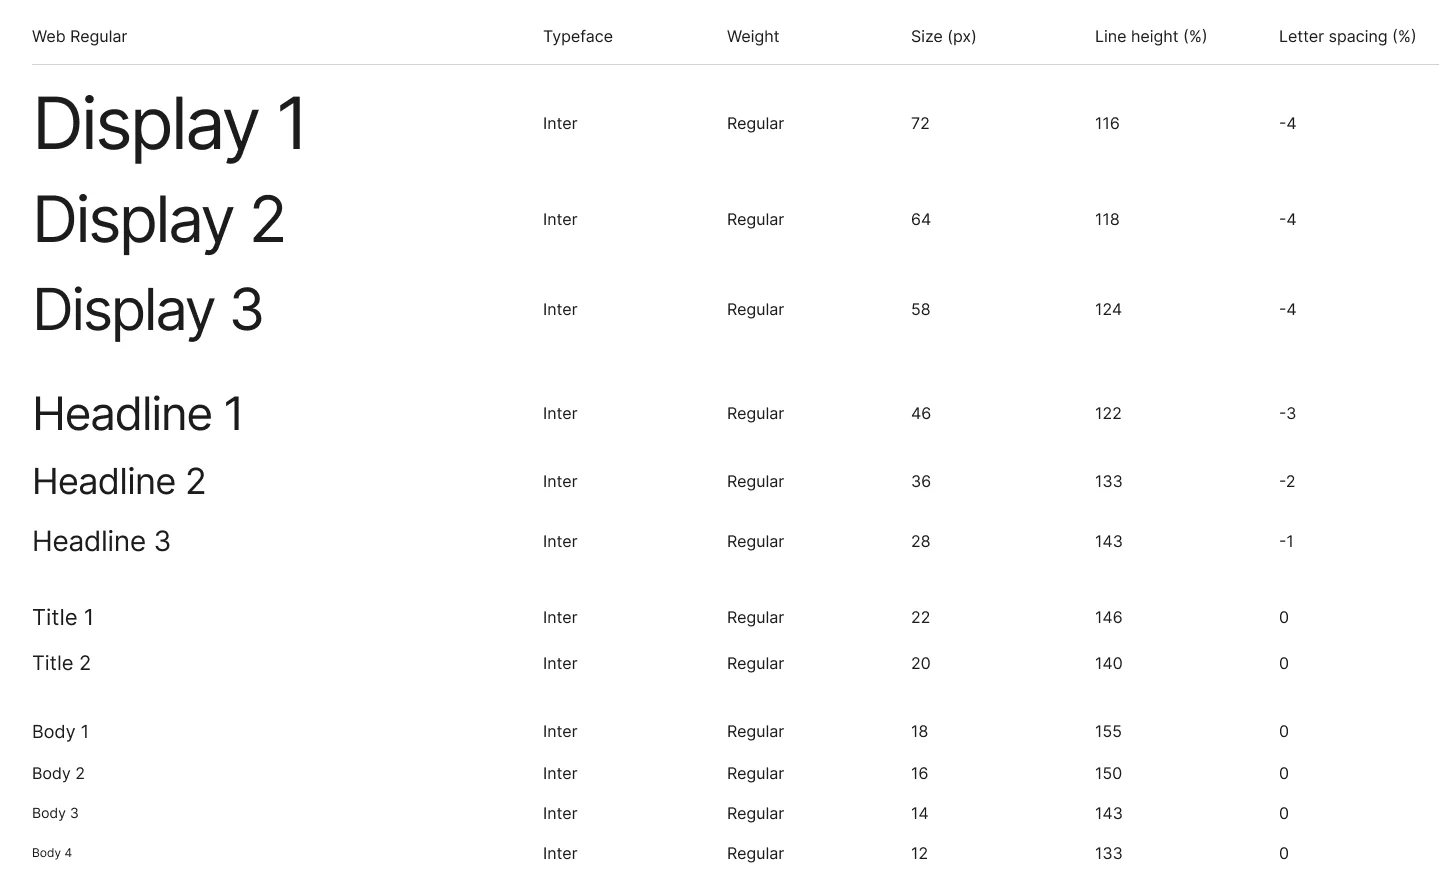 Web Regular Typeface Weight Size (px) Line height (%) Letter spacing (%)
Display 1 Inter Regular 72 116 -4
Display 2 Inter Regular 64 118 -4
Display 3 Inter Regular 58 124 -4
Headline 1 Inter Regular 46 122 -3
Headline 2 Inter Regular 36 133 -2
Headline 3 Inter Regular 28 143 -1
Title 1 Inter Regular 22 146 0
Title 2 Inter Regular 20 140 0
Body 1 Inter Regular 18 155 0
Body 2 Inter Regular 16 150 0
Body 3 Inter Regular 14 143 0
Body 4 Inter Regular 12 133 0